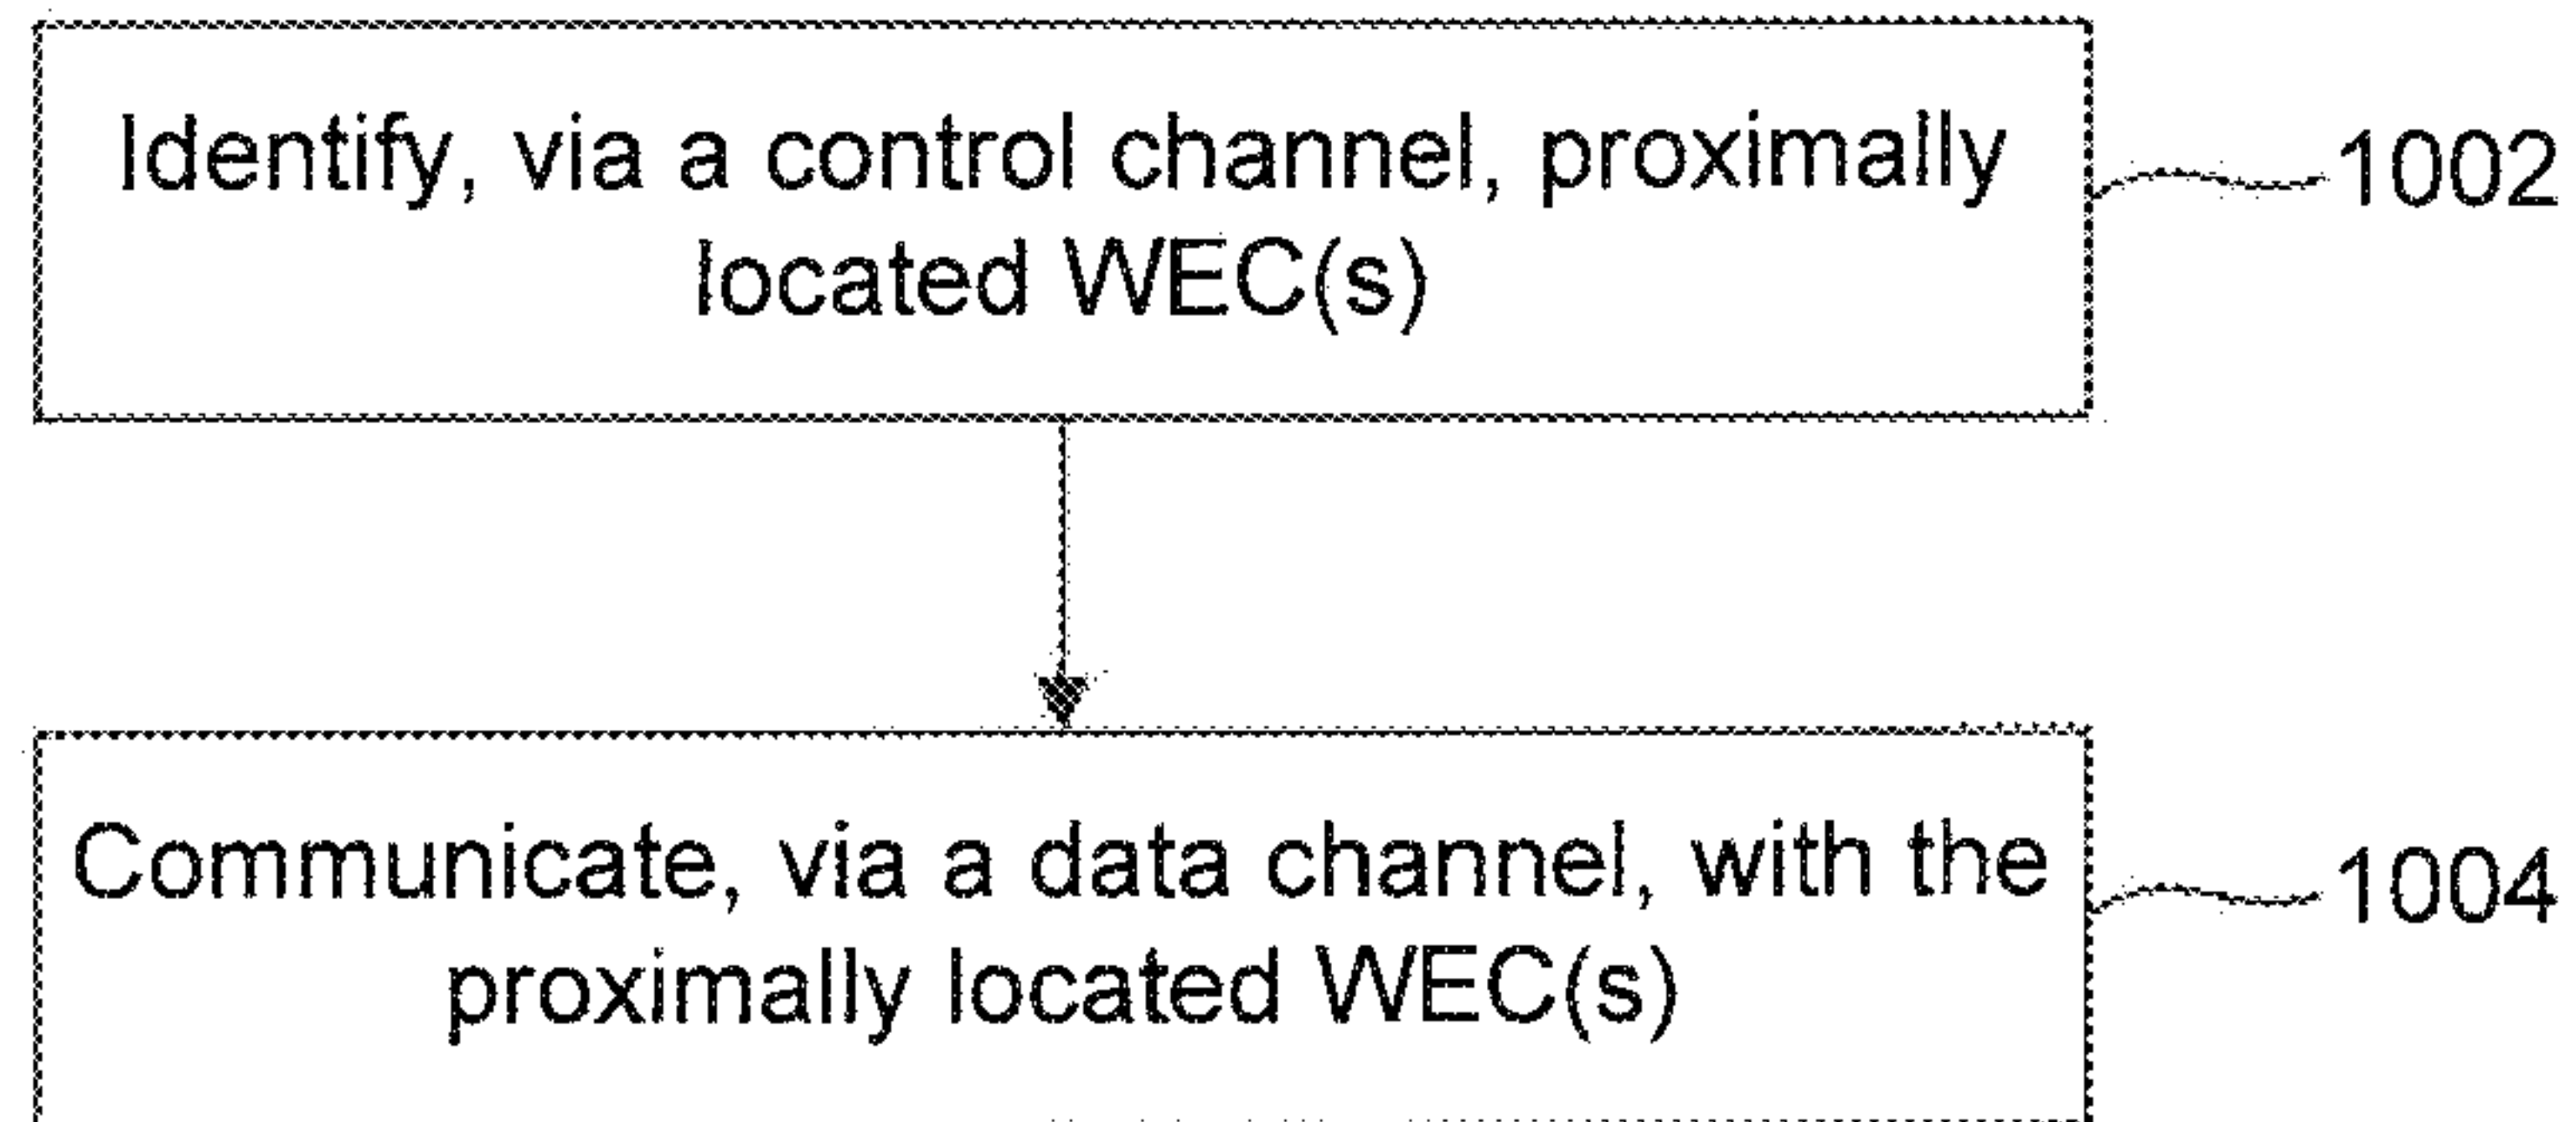 Identify, via a control channel, proximally
located WEC(s)
1002
Communicate, via a data channel, with the
proximally located WEC(s)
1004